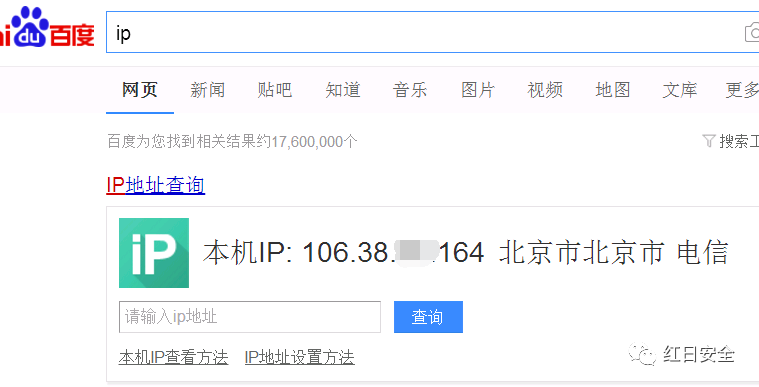 du百度
ip
网页 新闻 贴吧 知道 音乐 图片 视频 地图 文库 更多
百度为您找到相关结果约17,600,000个
搜索工
IP地址查询
iP
本机IP: 106.38. .164 北京市北京市 电信
请输入ip地址
查询
本机IP查看方法 IP地址设置方法
红日安全